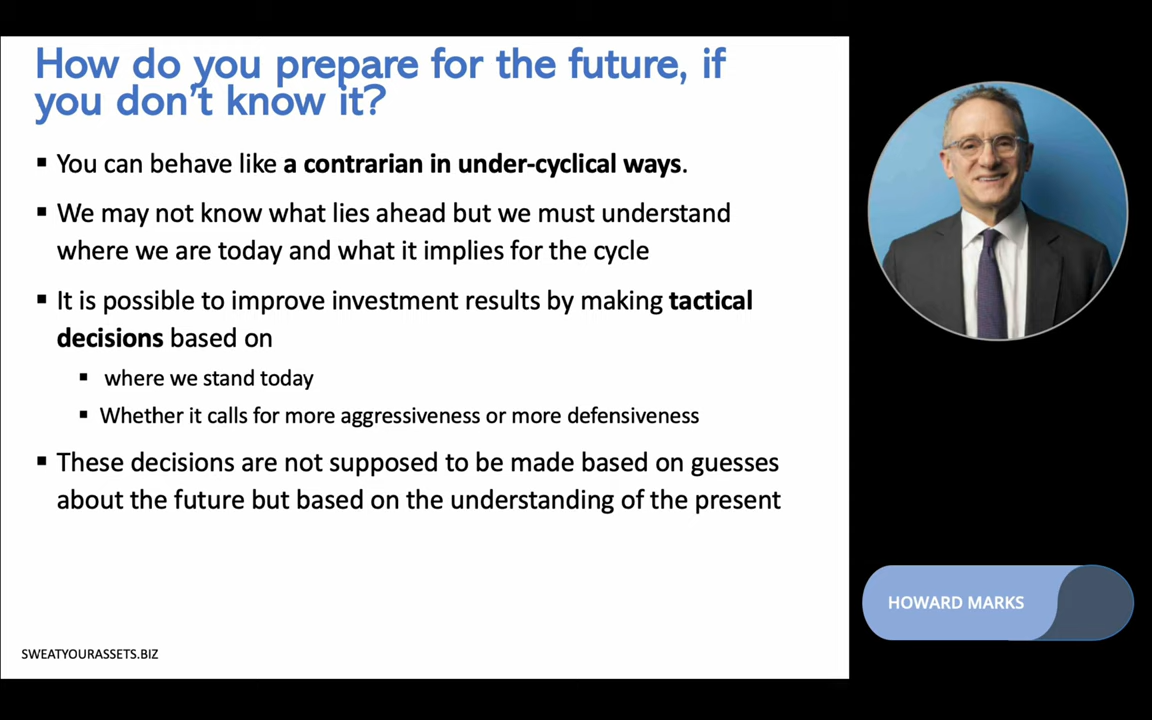 How do you prepare for the future, if
you don't know it?
▪ You can behave like a contrarian in under-cyclical ways.
▪ We may not know what lies ahead but we must understand
where we are today and what it implies for the cycle
▪ It is possible to improve investment results by making tactical
decisions based on
▪ where we stand today
▪ Whether it calls for more aggressiveness or more defensiveness
▪ These decisions are not supposed to be made based on guesses
about the future but based on the understanding of the present
HOWARD MARKS
SWEATYOURASSETS.BIZ